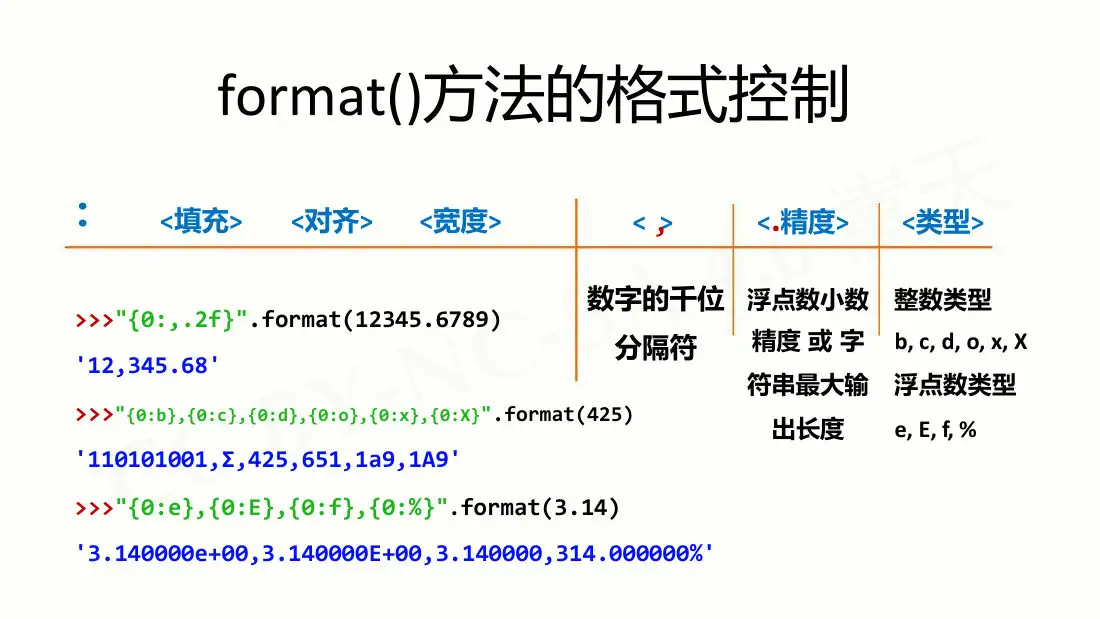 format()方法的格式控制
: <填充> <对齐> <宽度> <,> <.精度> <类型>
数字的千位
分隔符
浮点数小数
精度 或 字
符串最大输
出长度
整数类型
b, c, d, o, x, X
浮点数类型
e, E, f, %
>>>"{0:,.2f}".format(12345.6789)
'12,345.68'
>>>"{0:b},{0:c},{0:d},{0:o},{0:x},{0:X}".format(425)
'110101001,Σ,425,651,1a9,1A9'
>>>"{0:e},{0:E},{0:f},{0:%}".format(3.14)
'3.140000e+00,3.140000E+00,3.140000,314.000000%'